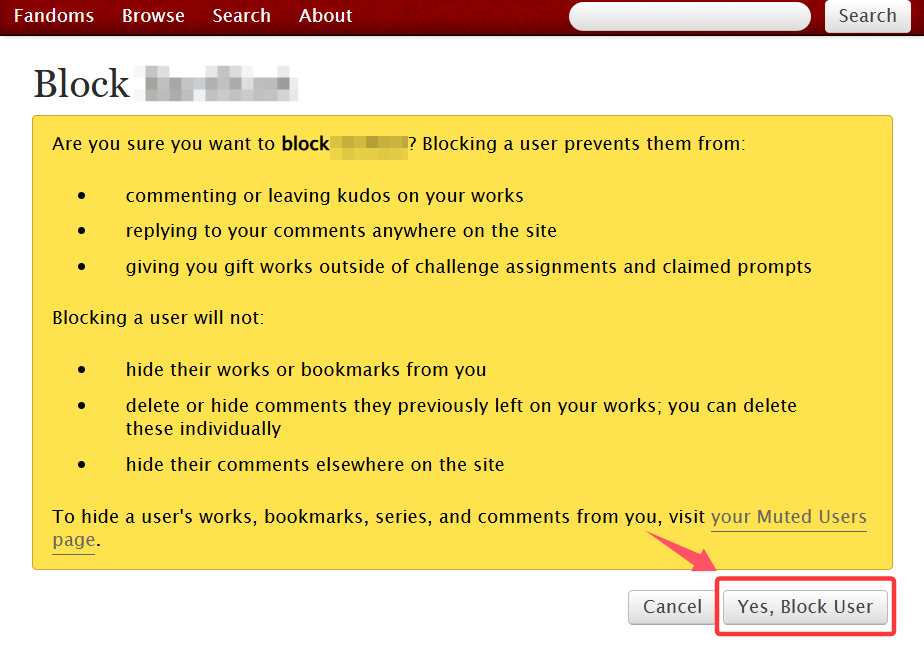 Fandoms Browse Search About Search
Block
Are you sure you want to block ? Blocking a user prevents them from:
• commenting or leaving kudos on your works
• replying to your comments anywhere on the site
• giving you gift works outside of challenge assignments and claimed prompts
Blocking a user will not:
• hide their works or bookmarks from you
• delete or hide comments they previously left on your works; you can delete
these individually
• hide their comments elsewhere on the site
To hide a user's works, bookmarks, series, and comments from you, visit your Muted Users
page.
Cancel Yes, Block User